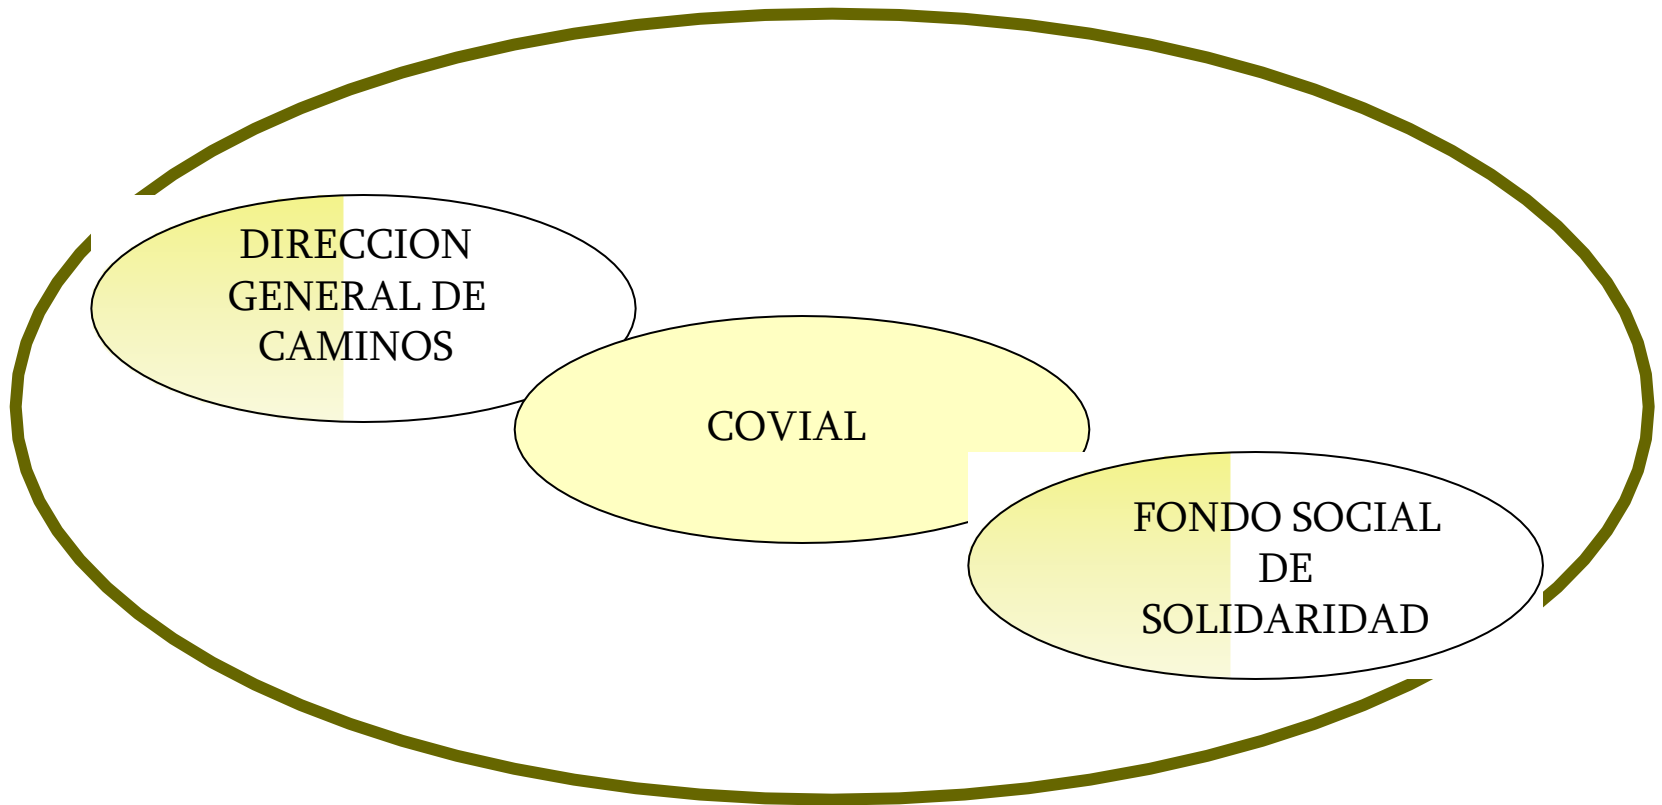 DIRECCION
GENERAL DE
CAMINOS
COVIAL
FONDO SOCIAL
DE
SOLIDARIDAD